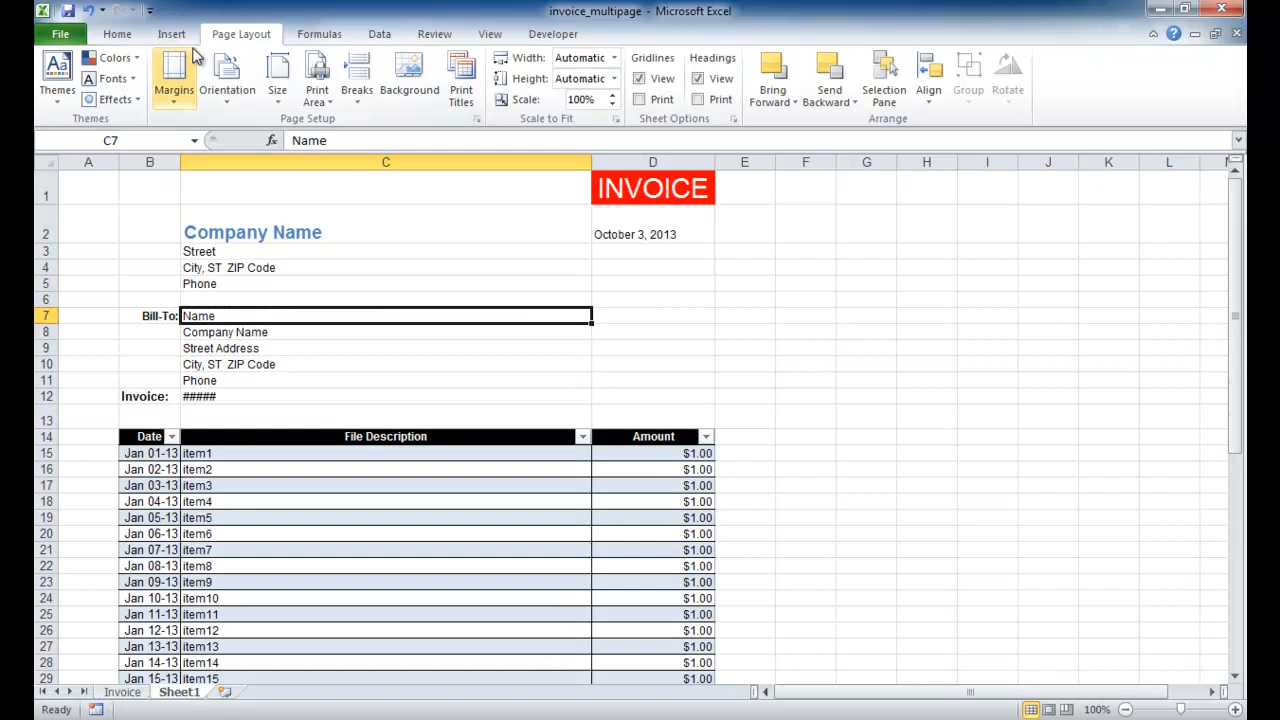 invoice_multipage - Microsoft Excel
File Home Insert Page Layout Formulas Data Review View Developer
Themes Colors Fonts Effects Margins Orientation Size Print Area Breaks Background Print Titles Width: Automatic Height: Automatic Scale: 100% Gridlines View Print Headings View Print Bring Forward Send Backward Selection Pane Align Group Rotate
Themes Page Setup Scale to Fit Sheet Options Arrange
C7 fx Name
A B C D E F G H I J K L
1 INVOICE
2 Company Name October 3, 2013
3 Street
4 City, ST ZIP Code
5 Phone
6
7 Bill-To: Name
8 Company Name
9 Street Address
10 City, ST ZIP Code
11 Phone
12 Invoice: #####
13
14 Date File Description Amount
15 Jan 01-13 item1 $1.00
16 Jan 02-13 item2 $1.00
17 Jan 03-13 item3 $1.00
18 Jan 04-13 item4 $1.00
19 Jan 05-13 item5 $1.00
20 Jan 06-13 item6 $1.00
21 Jan 07-13 item7 $1.00
22 Jan 08-13 item8 $1.00
23 Jan 09-13 item9 $1.00
24 Jan 10-13 item10 $1.00
25 Jan 11-13 item11 $1.00
26 Jan 12-13 item12 $1.00
27 Jan 13-13 item13 $1.00
28 Jan 14-13 item14 $1.00
29 Jan 15-13 item15 $1.00
Invoice Sheet1
Ready 100%